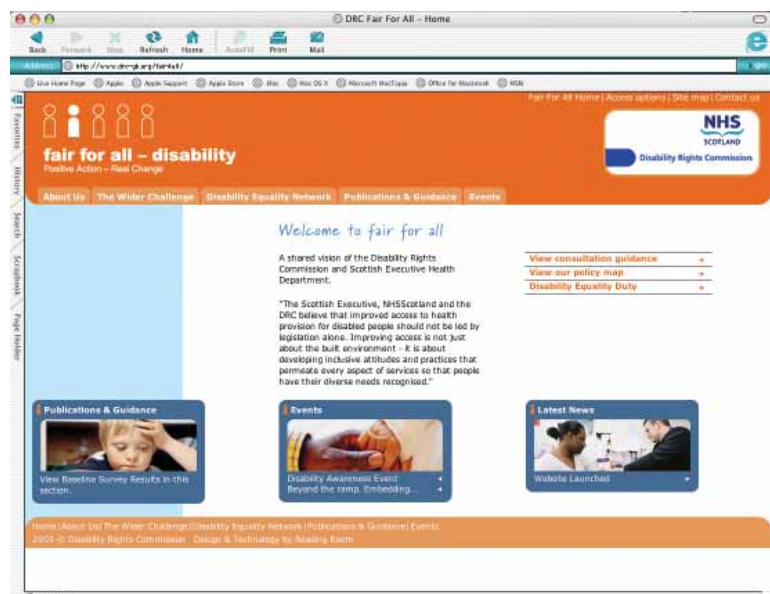 DRC Fair For All - Home
Back Forward Stop Refresh Home AutoFill Print Mail
Address: http://www.drc-gb.org/fair4all/
Live Home Page Apple Apple Support Apple Store .Mac Mac OS X Microsoft MacTopia Office for Macintosh MSN
Favorites
History
Search
Scrapbook
Page Holder
Fair For All Home | Access options | Site map | Contact us
fair for all – disability
Positive Action – Real Change
NHS
SCOTLAND
Disability Rights Commission
About Us The Wider Challenge Disability Equality Network Publications & Guidance Events
Welcome to fair for all
A shared vision of the Disability Rights
Commission and Scottish Executive Health
Department.
"The Scottish Executive, NHSScotland and the
DRC believe that improved access to health
provision for disabled people should not be led by
legislation alone. Improving access is not just
about the built environment - it is about
developing inclusive attitudes and practices that
permeate every aspect of services so that people
have their diverse needs recognised."
View consultation guidance
View our policy map
Disability Equality Duty
Publications & Guidance
View Baseline Survey Results in this
section.
Events
Disability Awareness Event
Beyond the ramp. Embedding...
Latest News
Website Launched
Home | About Us | The Wider Challenge | Disability Equality Network | Publications & Guidance | Events
2005 © Disability Rights Commission Design & Technology by Reading Room